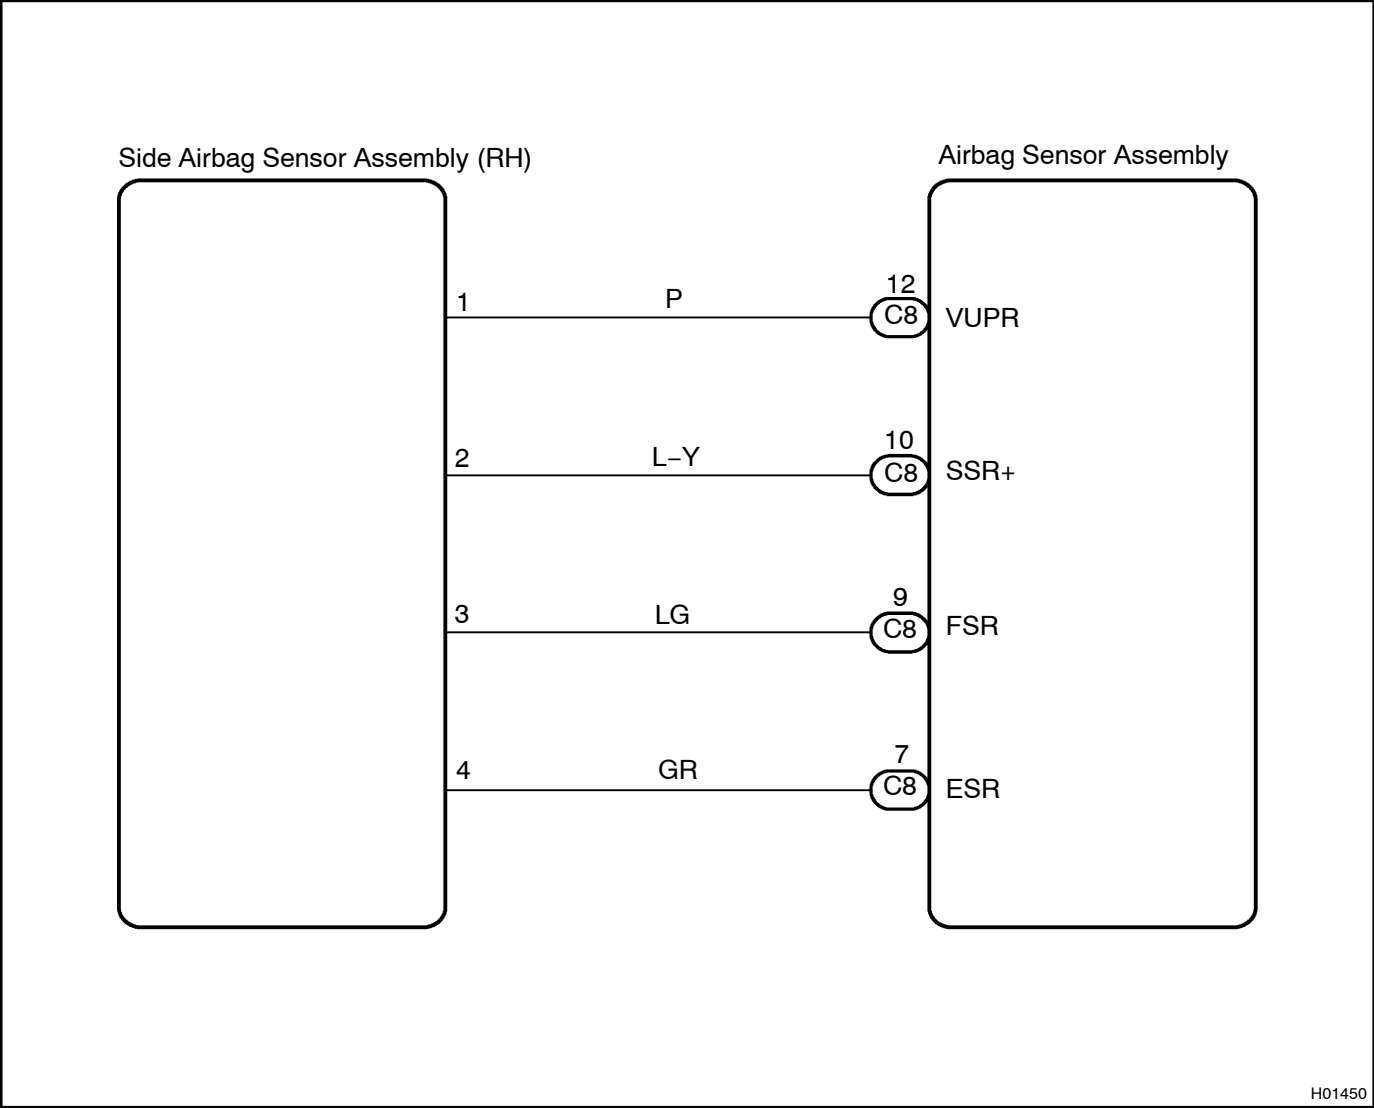 Side Airbag Sensor Assembly (RH)
Airbag Sensor Assembly
1
P
12
C8
VUPR
2
L−Y
10
C8
SSR+
3
LG
9
C8
FSR
4
GR
7
C8
ESR
H01450